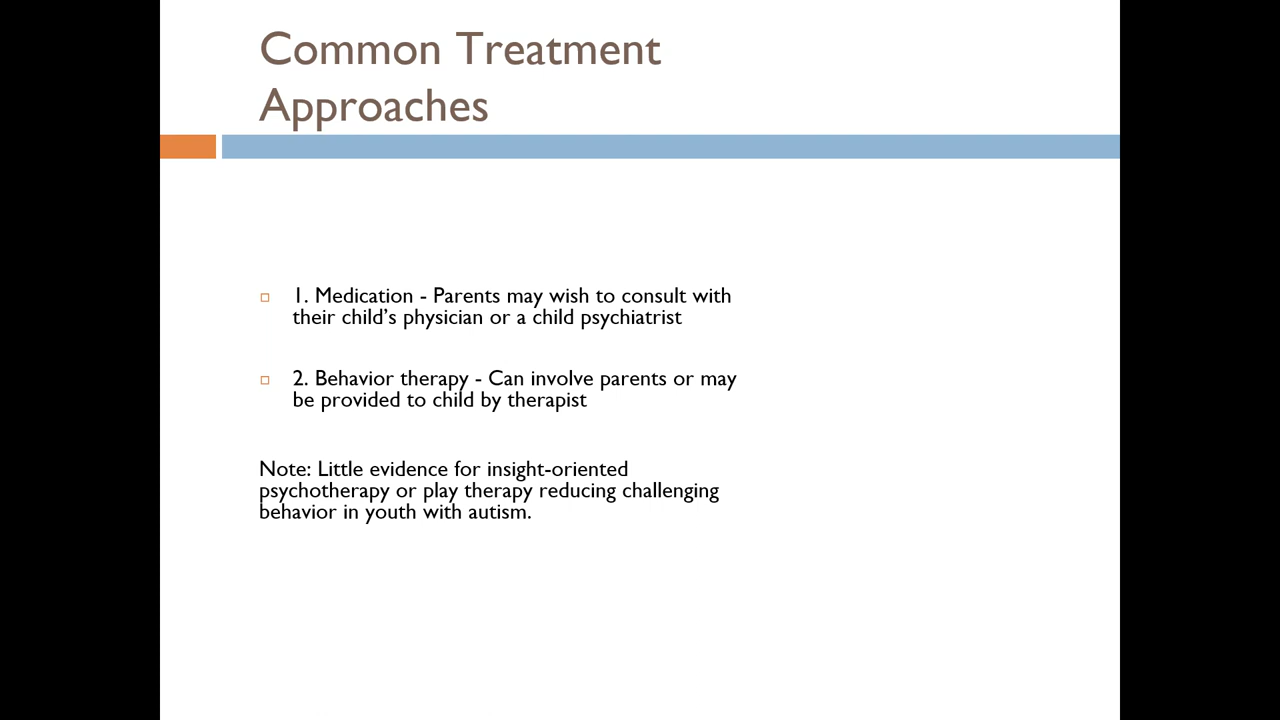 Common Treatment
Approaches
1. Medication - Parents may wish to consult with
their child’s physician or a child psychiatrist
2. Behavior therapy - Can involve parents or may
be provided to child by therapist
Note: Little evidence for insight-oriented
psychotherapy or play therapy reducing challenging
behavior in youth with autism.